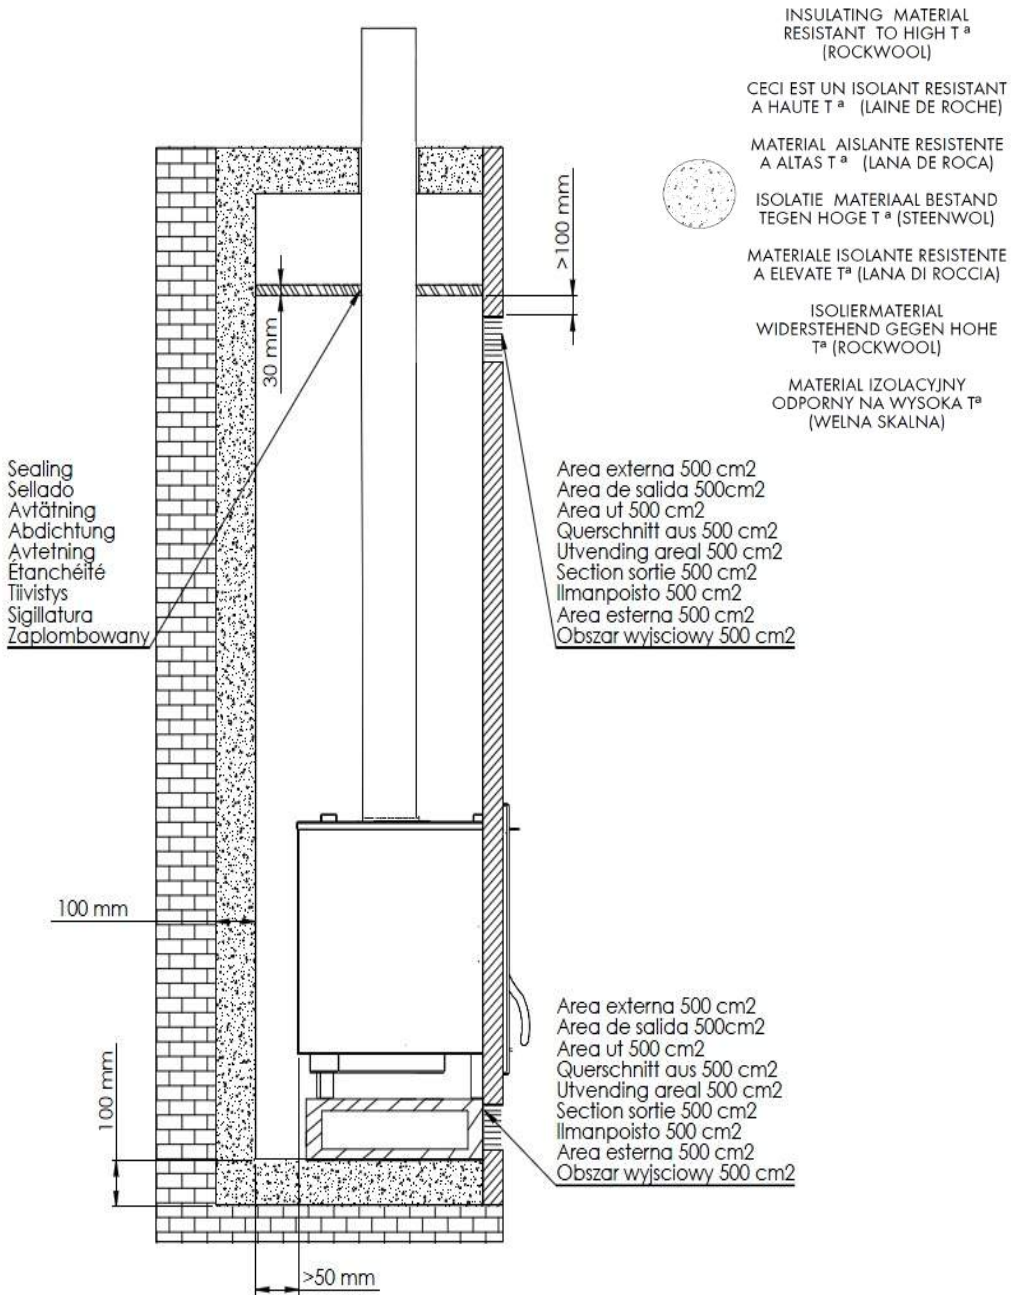 INSULATING MATERIAL
RESISTANT TO HIGH Tª
(ROCKWOOL)
CECI EST UN ISOLANT RESISTANT
A HAUTE Tª (LAINE DE ROCHE)
MATERIAL AISLANTE RESISTENTE
A ALTAS Tª (LANA DE ROCA)
ISOLATIE MATERIAAL BESTAND
TEGEN HOGE Tª (STEENWOL)
MATERIALE ISOLANTE RESISTENTE
A ELEVATE Tª (LANA DI ROCCIA)
ISOLIERMATERIAL
WIDERSTEHEND GEGEN HOHE
Tª (ROCKWOOL)
MATERIAL IZOLACYJNY
ODPORNY NA WYSOKA Tª
(WELNA SKALNA)
>100 mm
30 mm
Sealing
Sellado
Avtätning
Abdichtung
Avtetning
Étanchéité
Tiivistys
Sigillatura
Zaplombowany
Area externa 500 cm2
Area de salida 500cm2
Area ut 500 cm2
Querschnitt aus 500 cm2
Utvending areal 500 cm2
Section sortie 500 cm2
Ilmanpoisto 500 cm2
Area esterna 500 cm2
Obszar wyjsciowy 500 cm2
100 mm
100 mm
Area externa 500 cm2
Area de salida 500cm2
Area ut 500 cm2
Querschnitt aus 500 cm2
Utvending areal 500 cm2
Section sortie 500 cm2
Ilmanpoisto 500 cm2
Area esterna 500 cm2
Obszar wyjsciowy 500 cm2
>50 mm